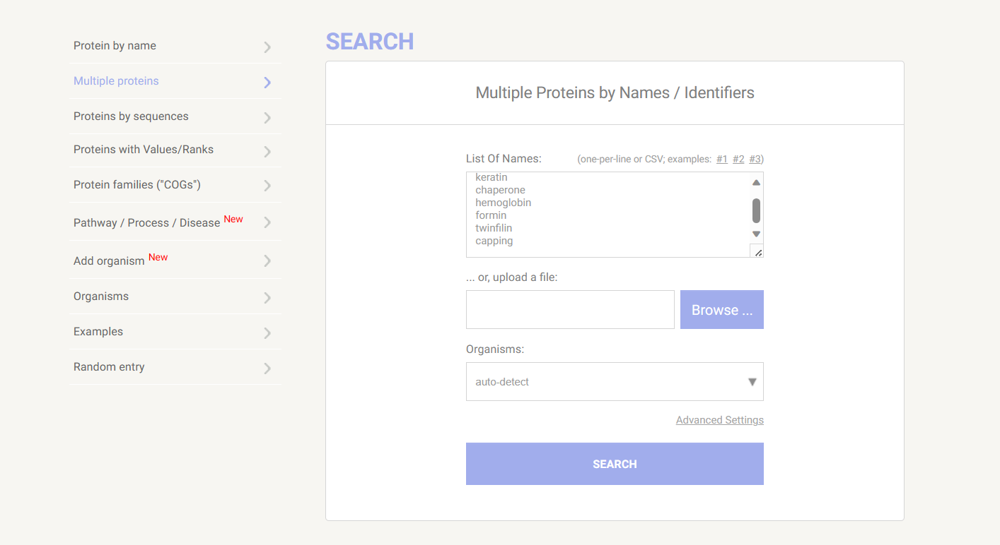 Protein by name
Multiple proteins
Proteins by sequences
Proteins with Values/Ranks
Protein families ("COGs")
Pathway / Process / Disease New
Add organism New
Organisms
Examples
Random entry
SEARCH
Multiple Proteins by Names / Identifiers
List Of Names: (one-per-line or CSV; examples: #1 #2 #3)
keratin
chaperone
hemoglobin
formin
twinfilin
capping
... or, upload a file:
Browse ...
Organisms:
auto-detect
Advanced Settings
SEARCH